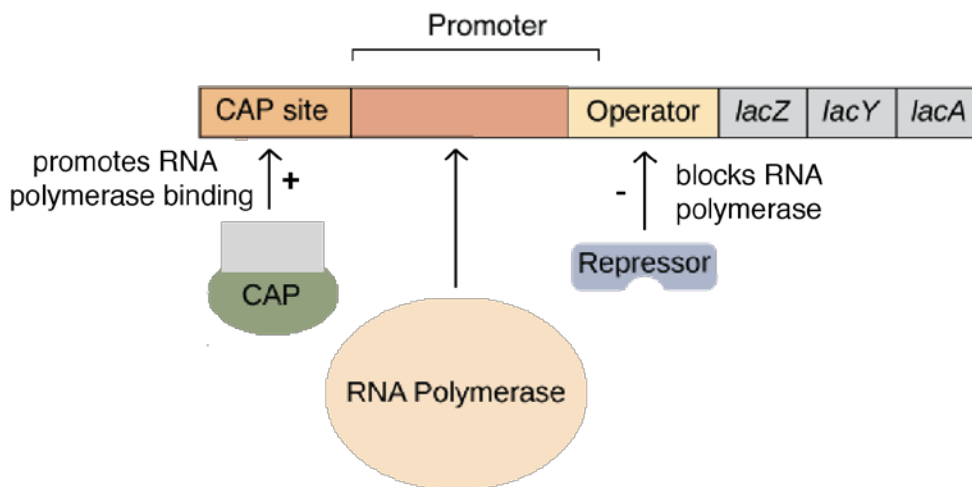 Promoter
CAP site
Operator
lacZ
lacY
lacA
promotes RNA
polymerase binding
+
-
blocks RNA
polymerase
CAP
Repressor
RNA Polymerase